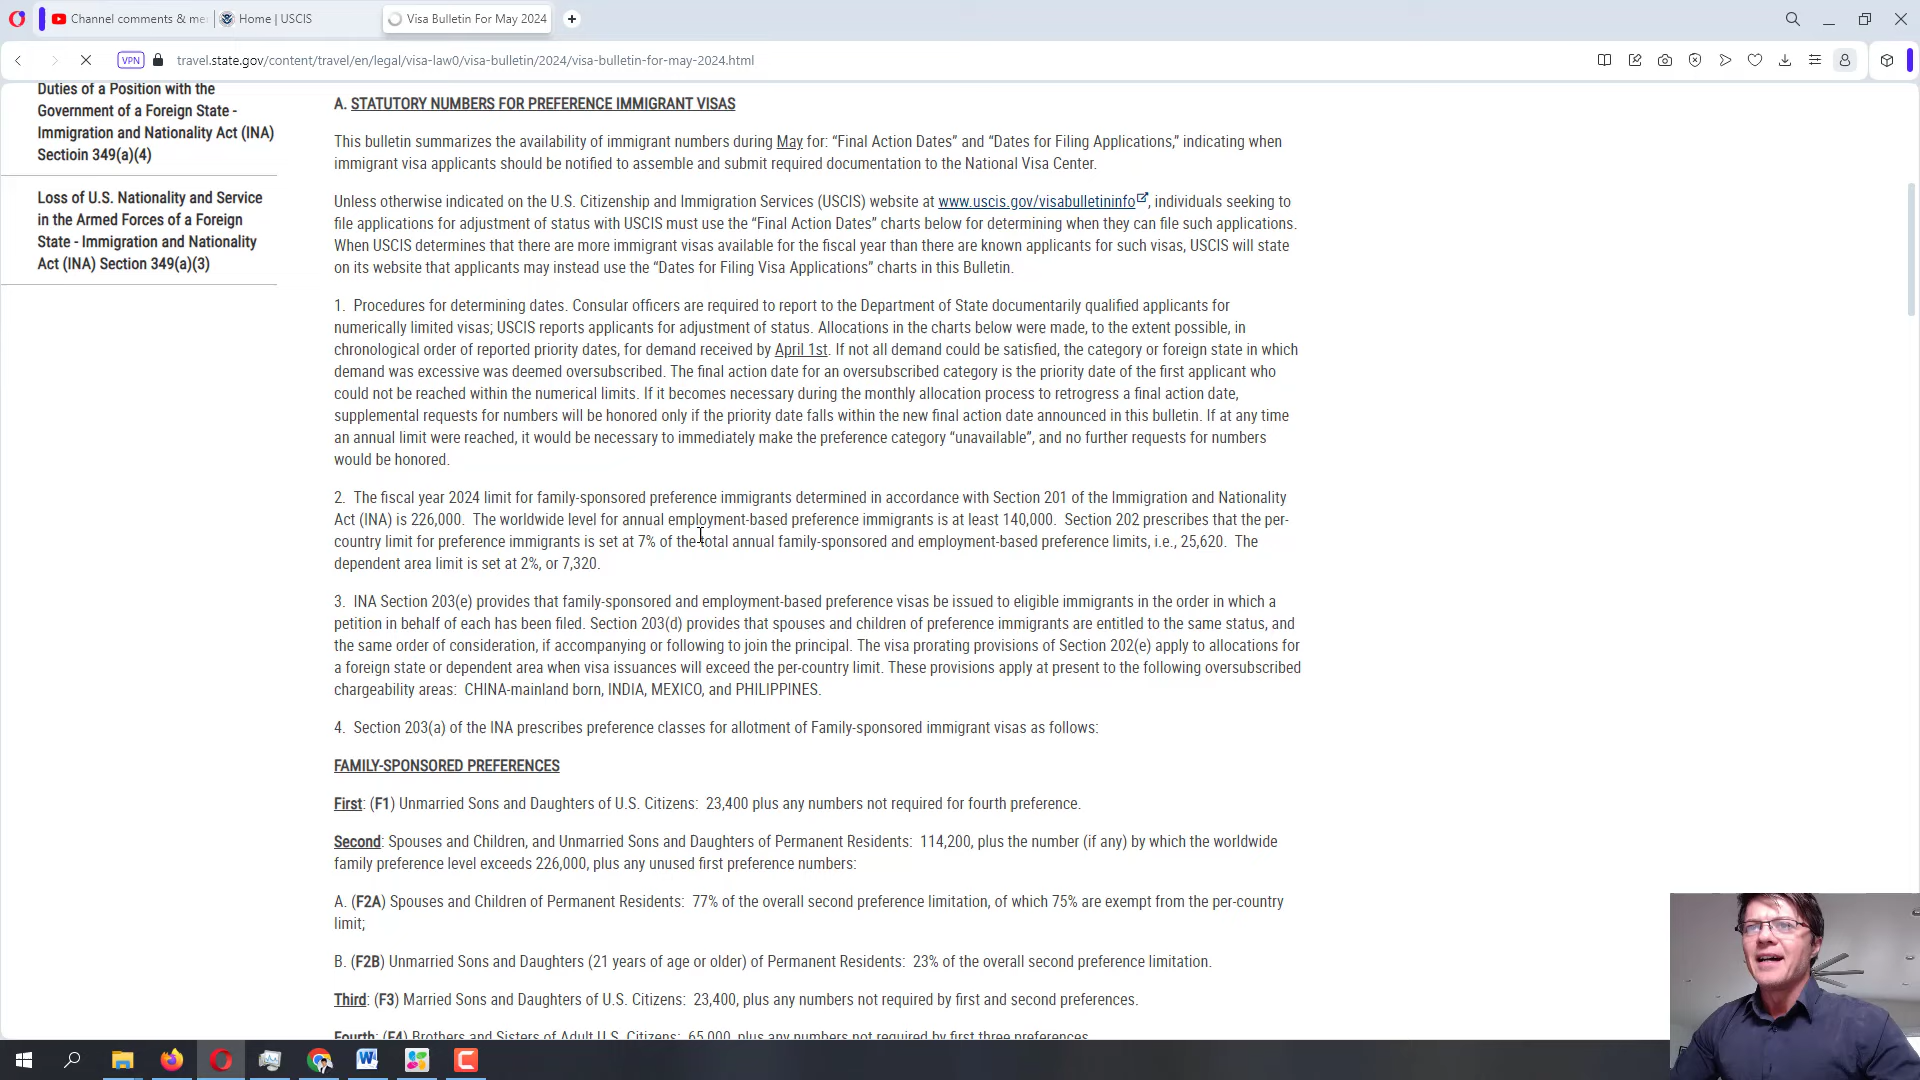 Channel comments & me
Home | USCIS
Visa Bulletin For May 2024
VPN
travel.state.gov/content/travel/en/legal/visa-law0/visa-bulletin/2024/visa-bulletin-for-may-2024.html
Duties of a Position with the
Government of a Foreign State -
Immigration and Nationality Act (INA)
Sectioin 349(a)(4)
Loss of U.S. Nationality and Service
in the Armed Forces of a Foreign
State - Immigration and Nationality
Act (INA) Section 349(a)(3)
A. STATUTORY NUMBERS FOR PREFERENCE IMMIGRANT VISAS
This bulletin summarizes the availability of immigrant numbers during May for: “Final Action Dates” and “Dates for Filing Applications,” indicating when
immigrant visa applicants should be notified to assemble and submit required documentation to the National Visa Center.
Unless otherwise indicated on the U.S. Citizenship and Immigration Services (USCIS) website at www.uscis.gov/visabulletininfo, individuals seeking to
file applications for adjustment of status with USCIS must use the “Final Action Dates” charts below for determining when they can file such applications.
When USCIS determines that there are more immigrant visas available for the fiscal year than there are known applicants for such visas, USCIS will state
on its website that applicants may instead use the “Dates for Filing Visa Applications” charts in this Bulletin.
1. Procedures for determining dates. Consular officers are required to report to the Department of State documentarily qualified applicants for
numerically limited visas; USCIS reports applicants for adjustment of status. Allocations in the charts below were made, to the extent possible, in
chronological order of reported priority dates, for demand received by April 1st. If not all demand could be satisfied, the category or foreign state in which
demand was excessive was deemed oversubscribed. The final action date for an oversubscribed category is the priority date of the first applicant who
could not be reached within the numerical limits. If it becomes necessary during the monthly allocation process to retrogress a final action date,
supplemental requests for numbers will be honored only if the priority date falls within the new final action date announced in this bulletin. If at any time
an annual limit were reached, it would be necessary to immediately make the preference category “unavailable”, and no further requests for numbers
would be honored.
2. The fiscal year 2024 limit for family-sponsored preference immigrants determined in accordance with Section 201 of the Immigration and Nationality
Act (INA) is 226,000. The worldwide level for annual employment-based preference immigrants is at least 140,000. Section 202 prescribes that the per-
country limit for preference immigrants is set at 7% of the total annual family-sponsored and employment-based preference limits, i.e., 25,620. The
dependent area limit is set at 2%, or 7,320.
3. INA Section 203(e) provides that family-sponsored and employment-based preference visas be issued to eligible immigrants in the order in which a
petition in behalf of each has been filed. Section 203(d) provides that spouses and children of preference immigrants are entitled to the same status, and
the same order of consideration, if accompanying or following to join the principal. The visa prorating provisions of Section 202(e) apply to allocations for
a foreign state or dependent area when visa issuances will exceed the per-country limit. These provisions apply at present to the following oversubscribed
chargeability areas: CHINA-mainland born, INDIA, MEXICO, and PHILIPPINES.
4. Section 203(a) of the INA prescribes preference classes for allotment of Family-sponsored immigrant visas as follows:
FAMILY-SPONSORED PREFERENCES
First: (F1) Unmarried Sons and Daughters of U.S. Citizens: 23,400 plus any numbers not required for fourth preference.
Second: Spouses and Children, and Unmarried Sons and Daughters of Permanent Residents: 114,200, plus the number (if any) by which the worldwide
family preference level exceeds 226,000, plus any unused first preference numbers:
A. (F2A) Spouses and Children of Permanent Residents: 77% of the overall second preference limitation, of which 75% are exempt from the per-country
limit;
B. (F2B) Unmarried Sons and Daughters (21 years of age or older) of Permanent Residents: 23% of the overall second preference limitation.
Third: (F3) Married Sons and Daughters of U.S. Citizens: 23,400, plus any numbers not required by first and second preferences.
Fourth: (F4) Brothers and Sisters of Adult U.S. Citizens: 65,000, plus any numbers not required by first three preferences.